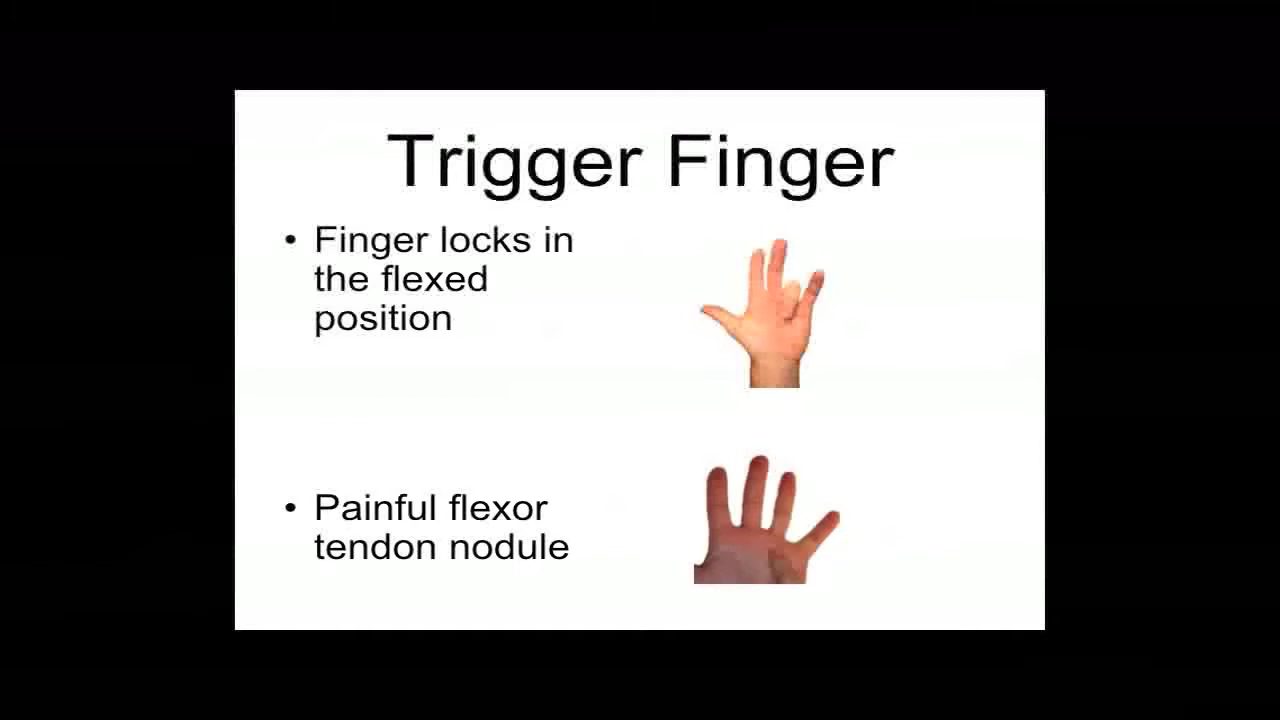 Trigger Finger
• Finger locks in
the flexed
position
• Painful flexor
tendon nodule